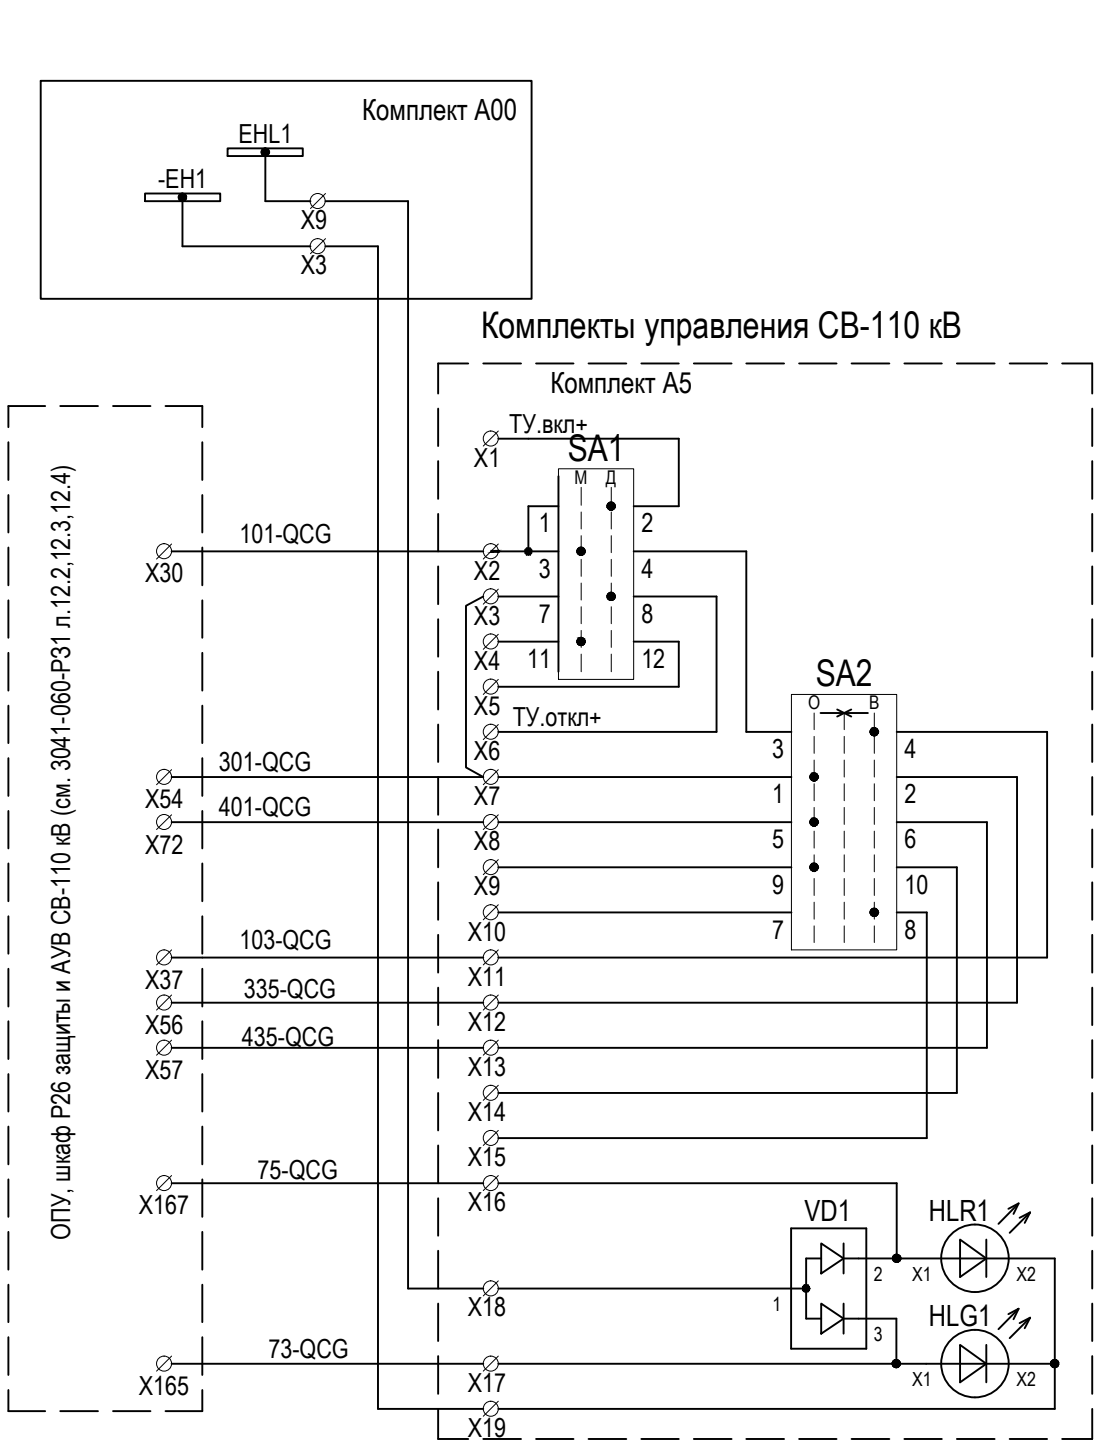 Комплект А00
EHL1
-EH1
X9
X3
Комплекты управления СВ-110 кВ
Комплект А5
ОПУ, шкаф Р26 защиты и АУВ СВ-110 кВ (см. 3041-060-Р31 л.12.2,12.3,12.4)
ТУ.вкл+
X1
SA1
М Д
1 2
101-QCG
X30
X2
3 4
X3
7 8
X4
11 12
X5
ТУ.откл+
X6
SA2
О В
3 4
301-QCG
X54
X7
1 2
401-QCG
X72
X8
5 6
X9
9 10
X10
7 8
103-QCG
X37
X11
335-QCG
X56
X12
435-QCG
X57
X13
X14
X15
75-QCG
X167
X16
VD1
HLR1
2 X1 X2
X18
1
HLG1
3
73-QCG
X165
X17
X1 X2
X19